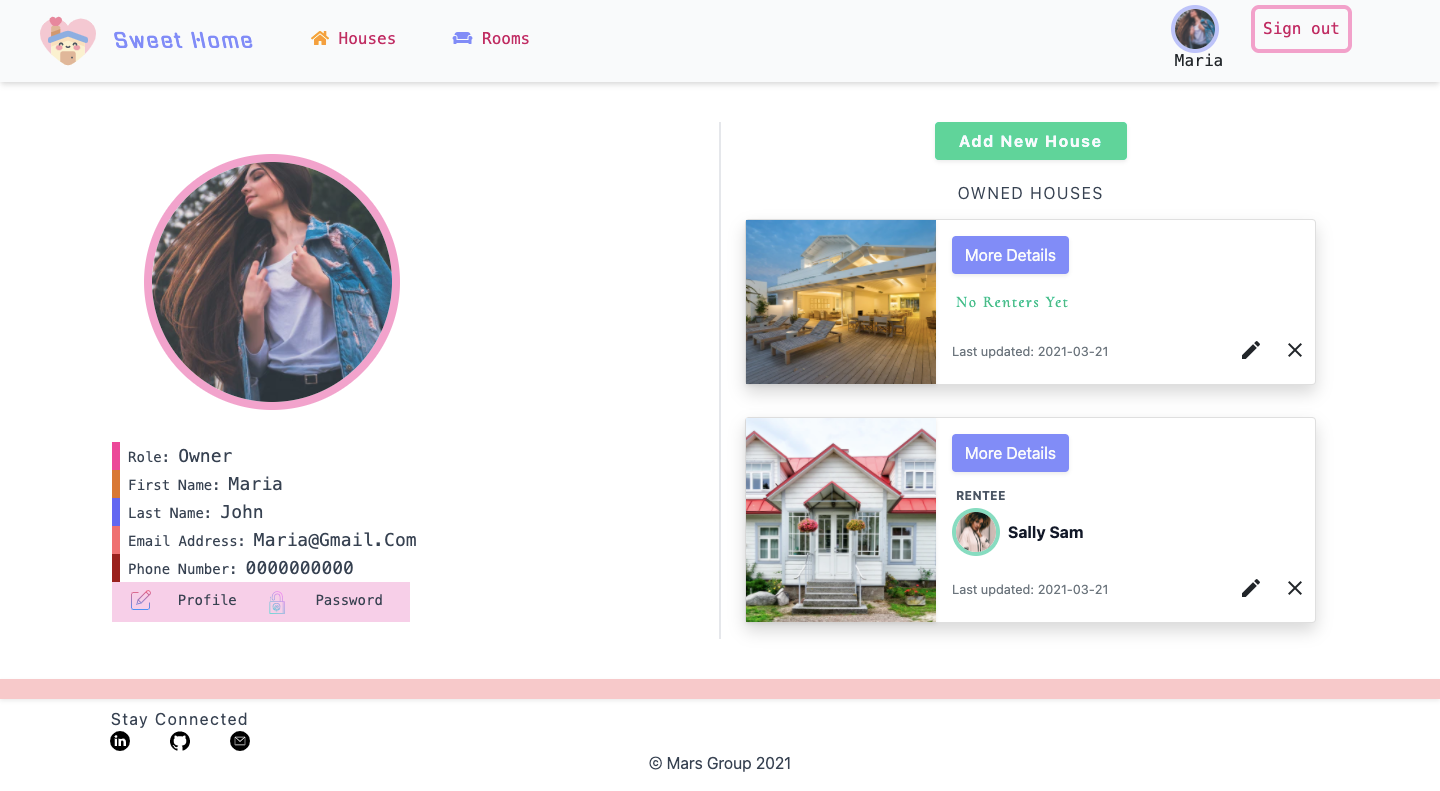 Sweet Home
Houses
Rooms
Maria
Sign out
Role: Owner
First Name: Maria
Last Name: John
Email Address: Maria@Gmail.Com
Phone Number: 0000000000
Profile
Password
Add New House
OWNED HOUSES
More Details
No Renters Yet
Last updated: 2021-03-21
More Details
RENTEE
Sally Sam
Last updated: 2021-03-21
Stay Connected
© Mars Group 2021